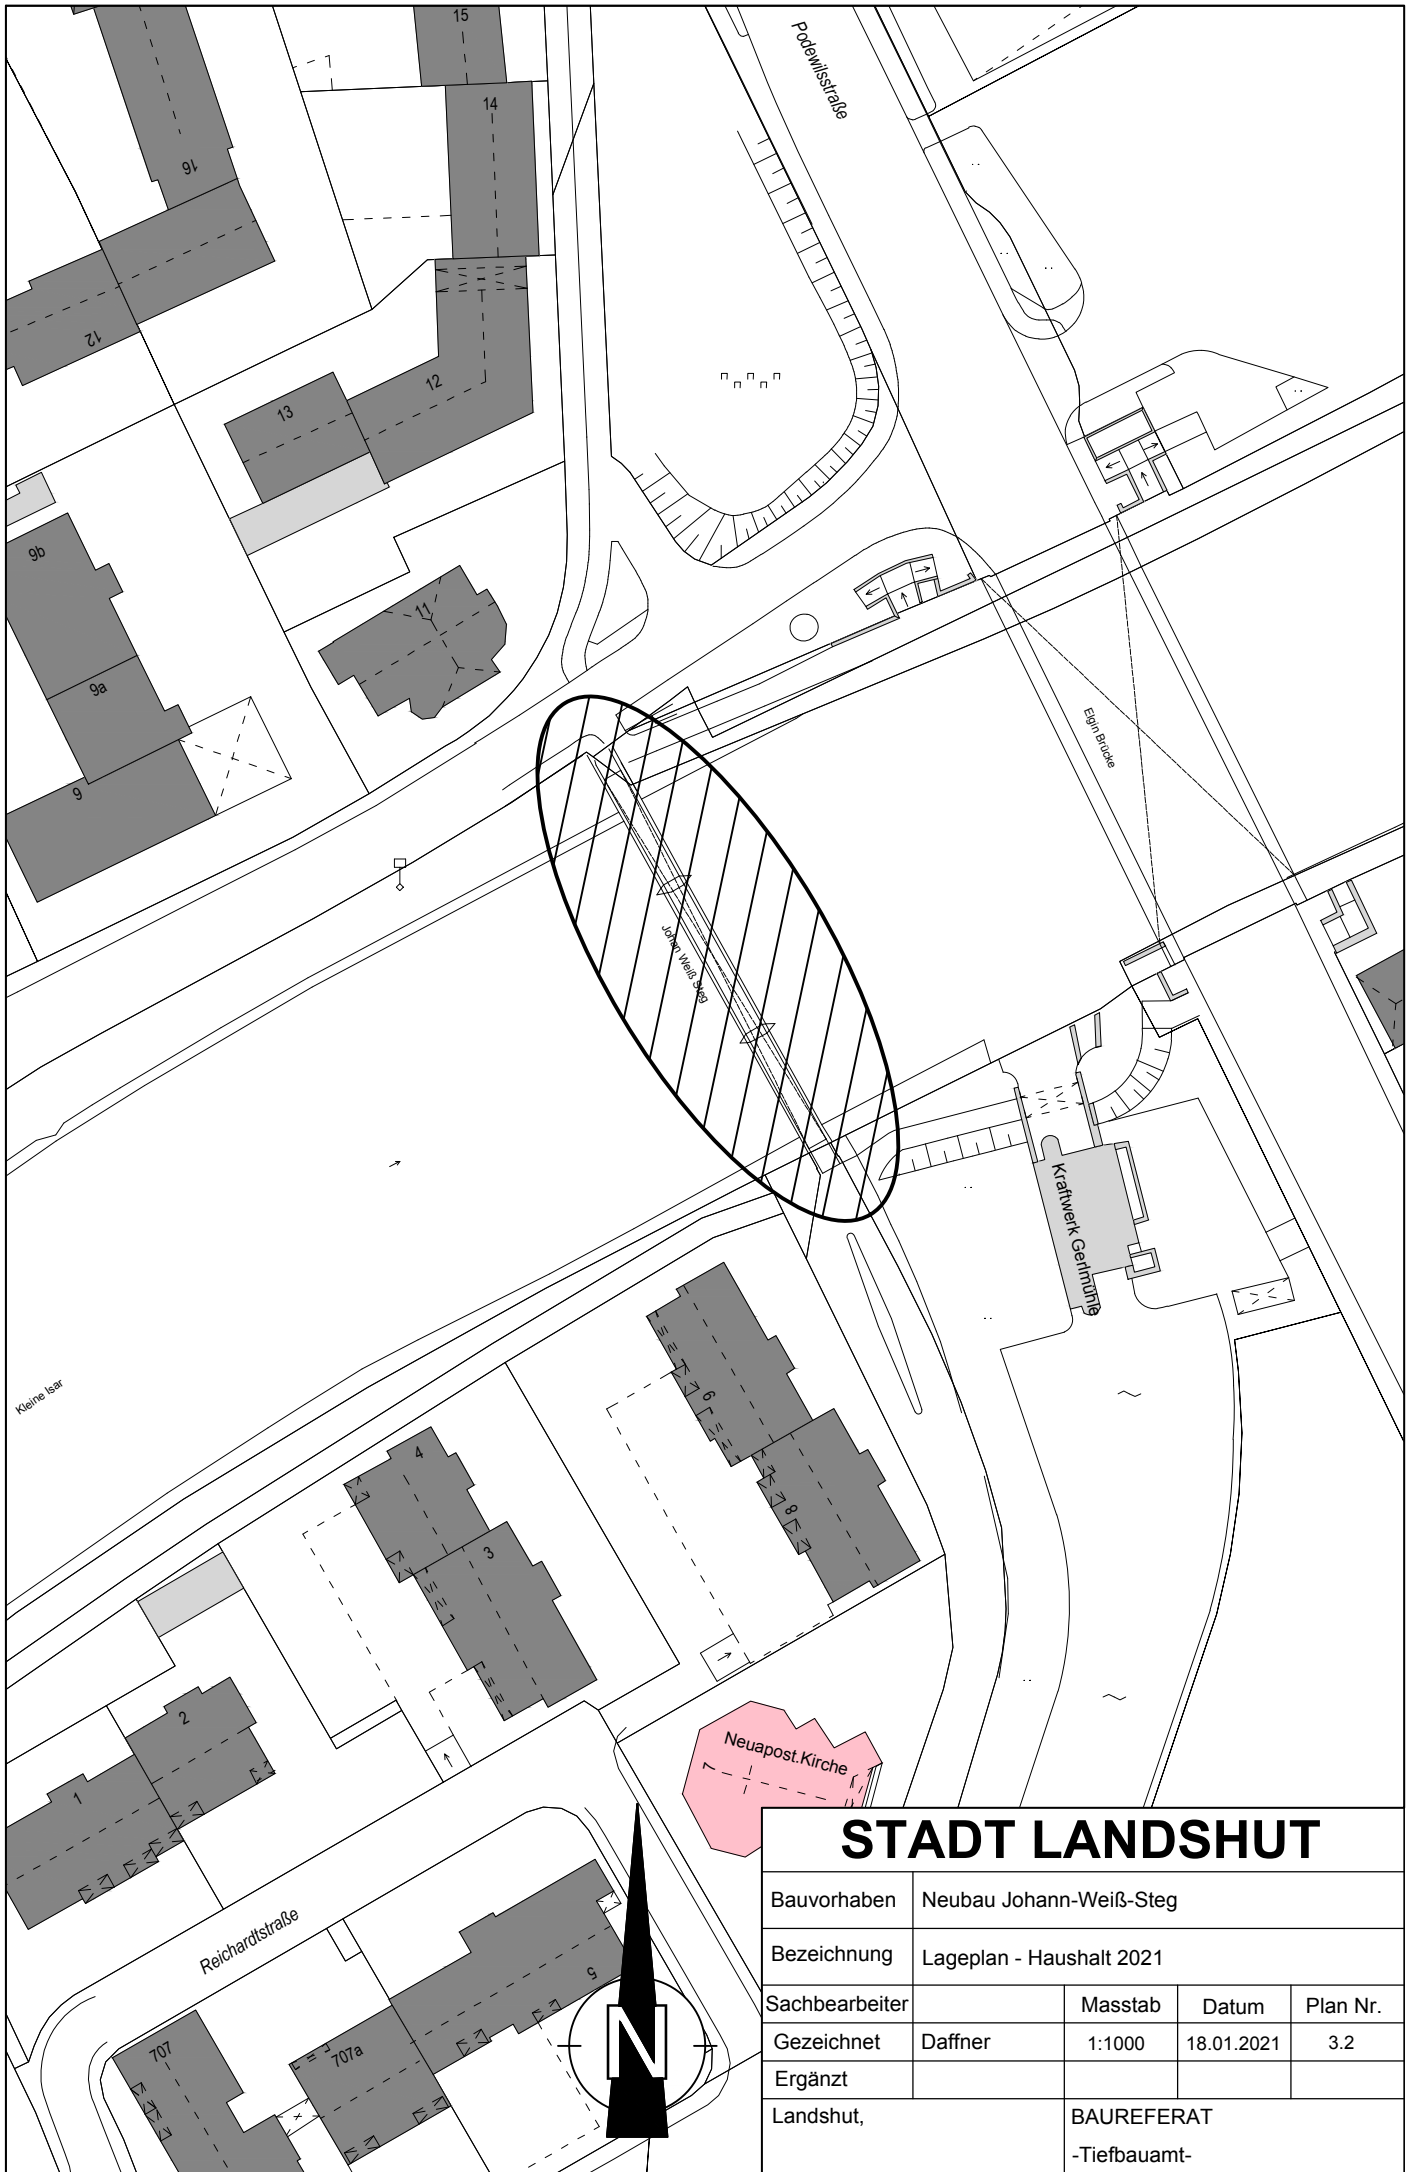 15
Podewilsstraße
14
16
12
12
13
9b
11
9a
9
Elgin Brücke
Johan Weiß Steg
Kraftwerk Gerlmühle
Kleine Isar
6
4
8
3
2
Neuapost.Kirche
7
1
Reichardtstraße
5
707
707a
N
STADT LANDSHUT
Bauvorhaben Neubau Johann-Weiß-Steg
Bezeichnung Lageplan - Haushalt 2021
Sachbearbeiter Masstab Datum Plan Nr.
Gezeichnet Daffner 1:1000 18.01.2021 3.2
Ergänzt
Landshut, BAUREFERAT
-Tiefbauamt-